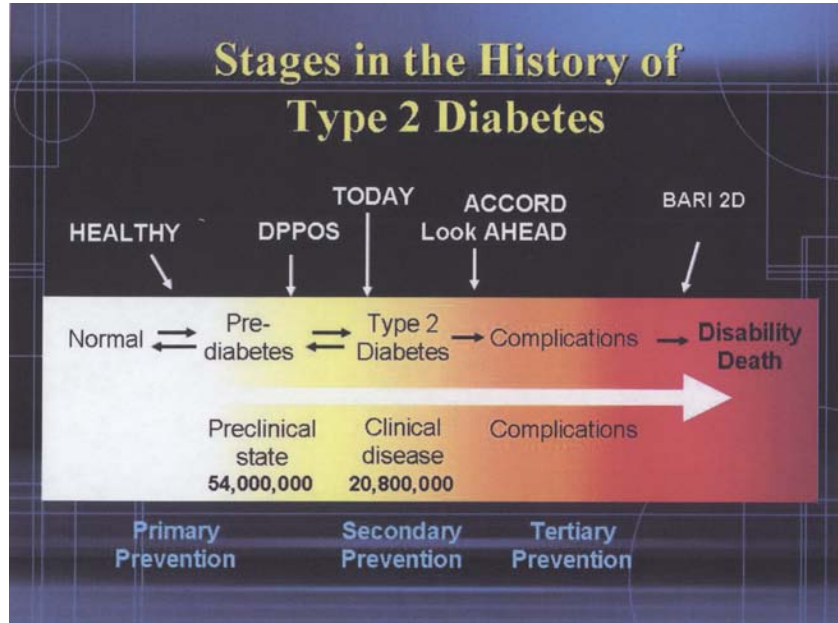 Stages in the History of
Type 2 Diabetes
TODAY
ACCORD
BARI 2D
HEALTHY
DPPOS
Look AHEAD
Normal
Pre-
diabetes
Type 2
Diabetes
Complications
Disability
Death
Preclinical
state
54,000,000
Clinical
disease
20,800,000
Complications
Primary
Prevention
Secondary
Prevention
Tertiary
Prevention